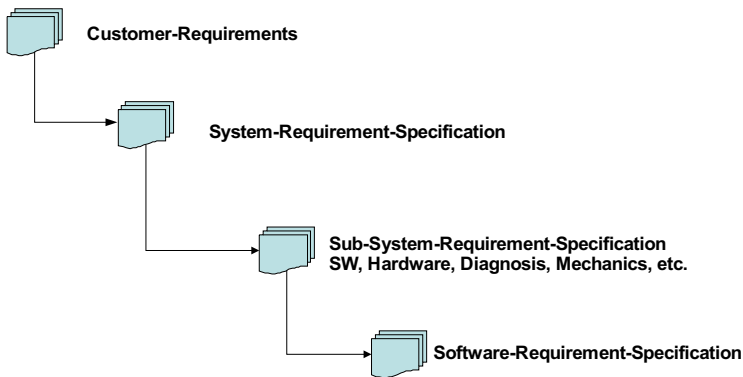 Customer-Requirements
System-Requirement-Specification
Sub-System-Requirement-Specification
SW, Hardware, Diagnosis, Mechanics, etc.
Software-Requirement-Specification